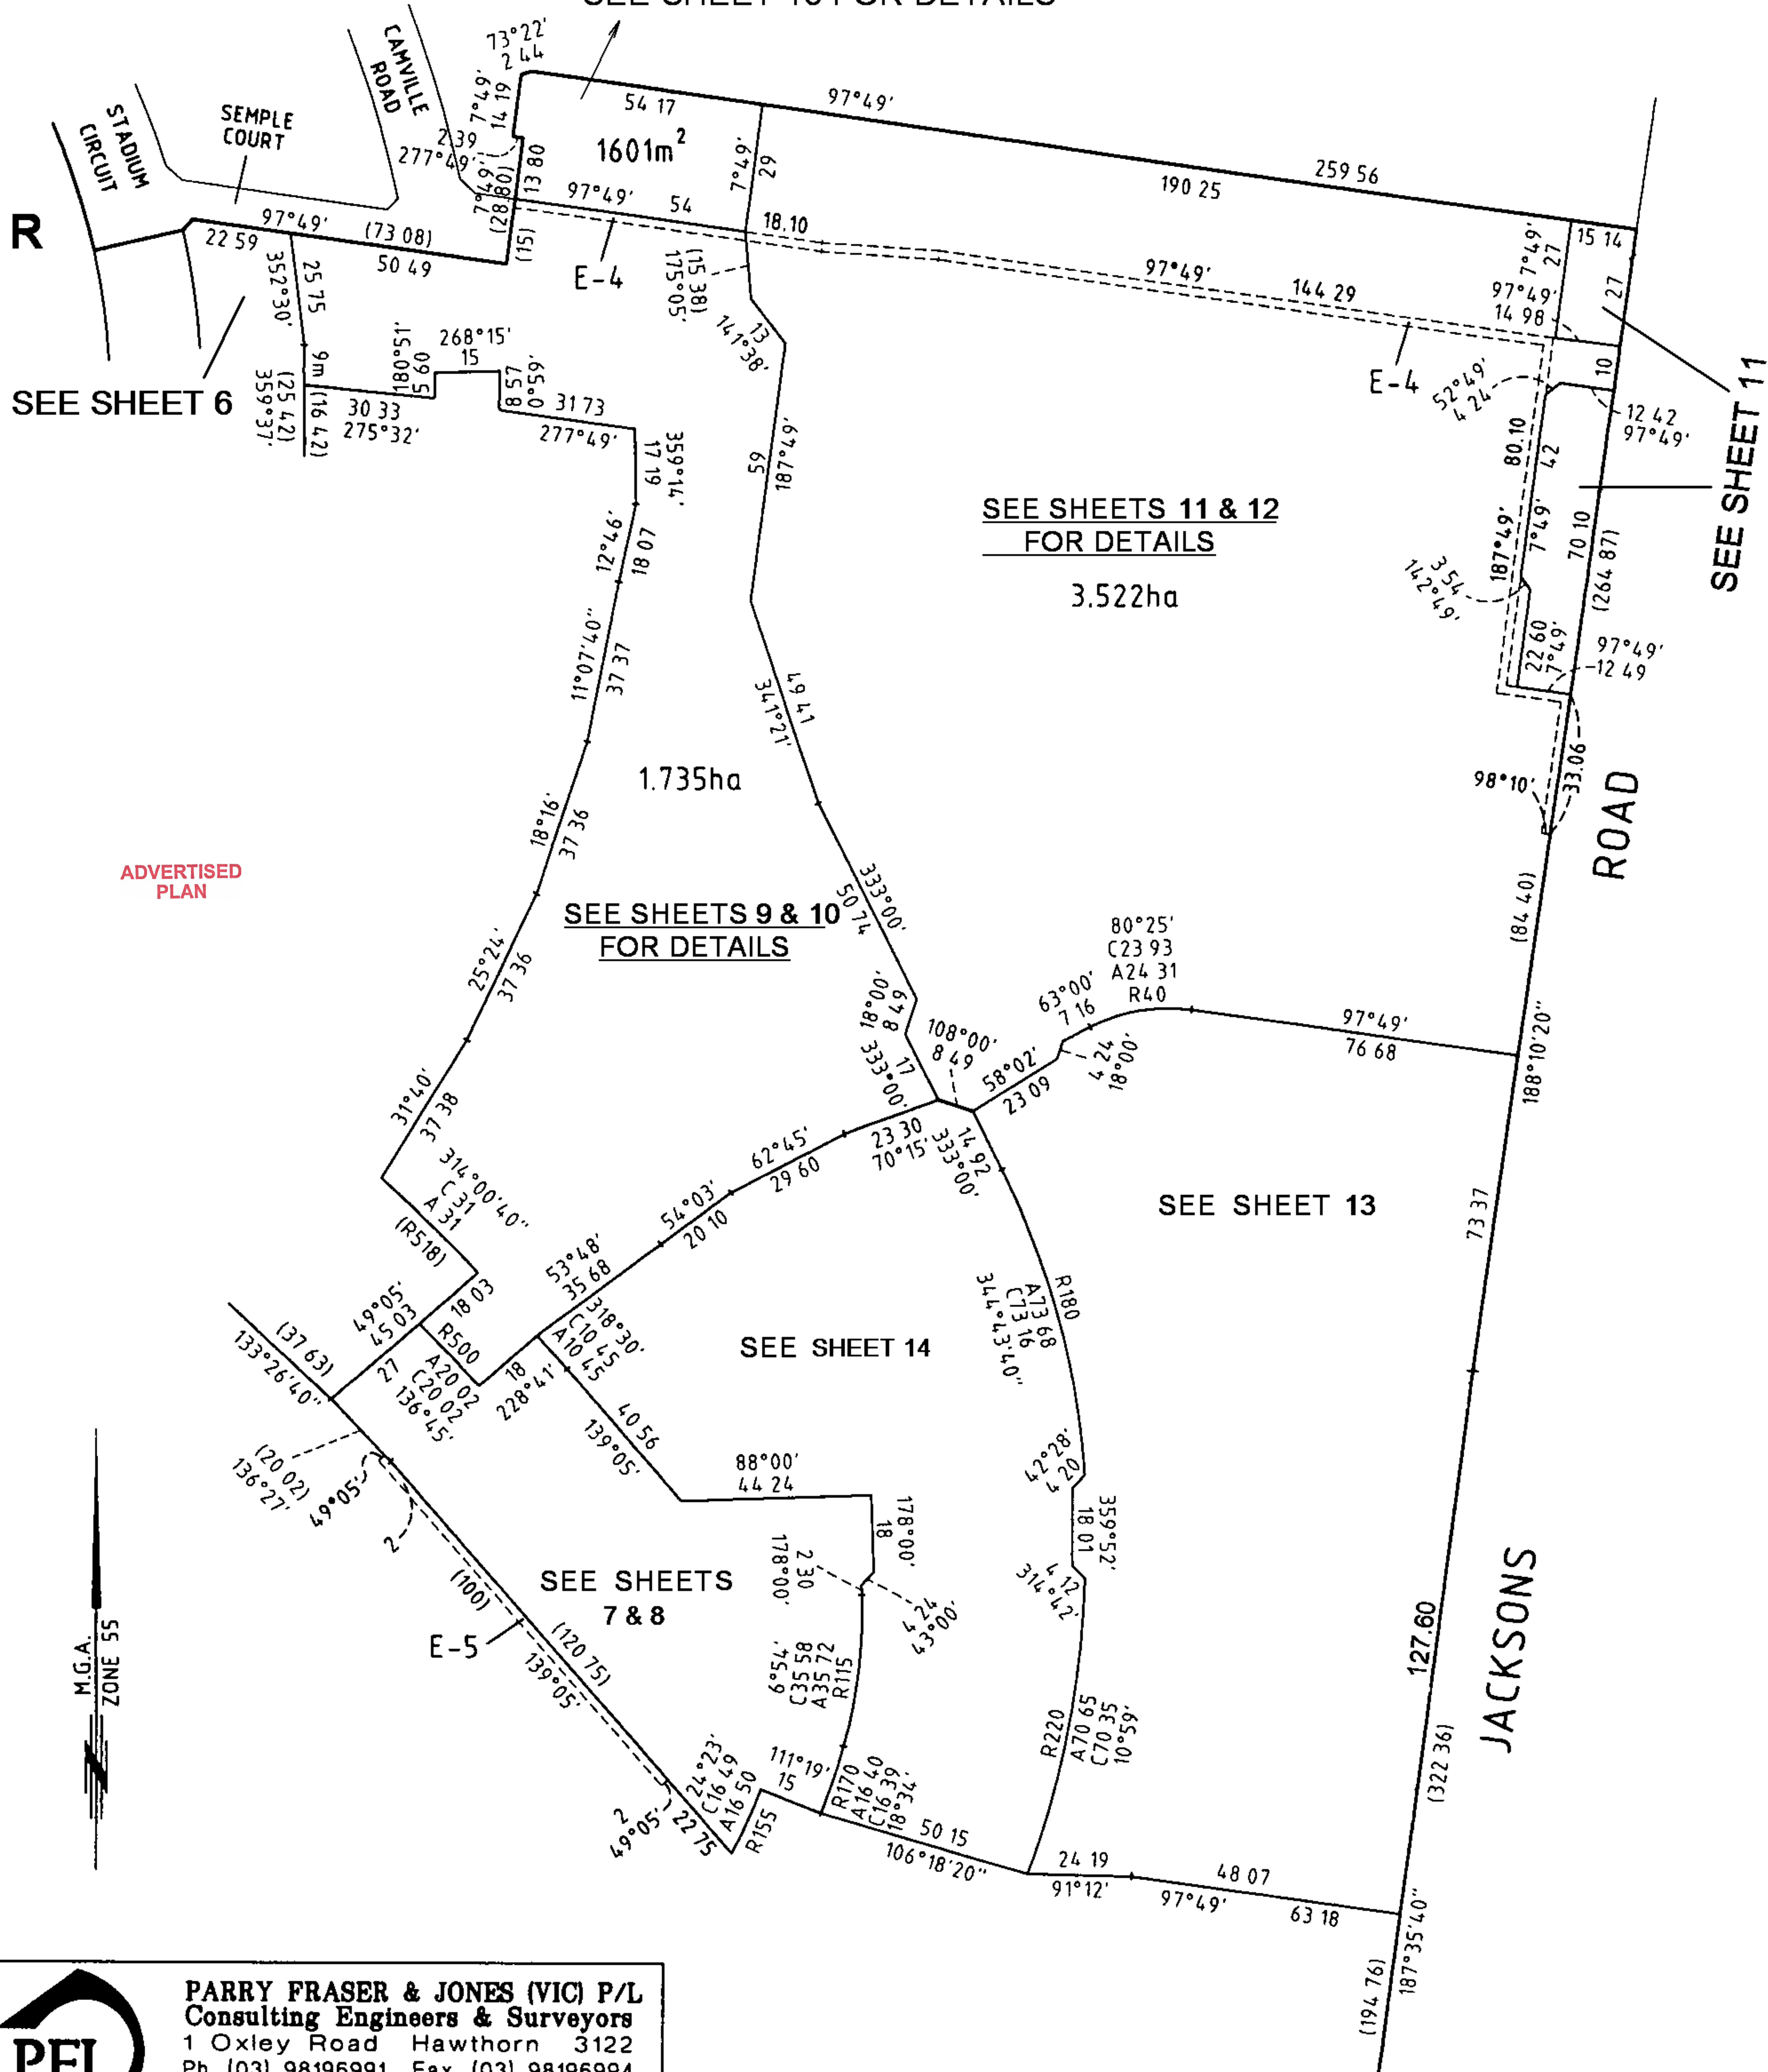 SEE SHEET 10 FOR DETAILS
CAMVILLE
ROAD
73°22'
2 44
7°49'
14 19
54 17
97°49'
STADIUM
CIRCUIT
SEMPLE
COURT
2 39
277°49'
1601m²
7°49'
29
259 56
190 25
13 80
7°49'
(28 80)
(15)
97°49'
54
18.10
R
97°49'
22 59
(73 08)
50 49
E-4
(15 38)
175°05'
13
141°38'
97°49'
144 29
7°49'
27
15 14
27
97°49'
14 98
10
E-4
52°49'
4 24
12 42
97°49'
SEE SHEET 11
352°30'
25 75
9m
(25 42)
359°37'
(16 42)
SEE SHEET 6
180°51'
5 60
268°15'
15
8 57
0°59'
30 33
275°32'
31 73
277°49'
359°14'
17 19
59
187°49'
80.10
42
187°49'
7°49'
70 10
(264 87)
SEE SHEETS 11 & 12
FOR DETAILS
3.522ha
12°46'
18 07
3 54
142°49'
22 60
7°49'
97°49'
12 49
11°07'40"
37 37
49 41
341°21'
1.735ha
98°10'
33.06
ROAD
18°16'
37 36
ADVERTISED
PLAN
333°00'
50 74
SEE SHEETS 9 & 10
FOR DETAILS
(84 40)
80°25'
C23 93
A24 31
R40
25°24'
37 36
18°00'
8 49
63°00'
7 16
97°49'
76 68
188°10'20"
17
333°00'
108°00'
8 49
58°02'
23 09
4 24
18°00'
31°40'
37 38
62°45'
29 60
23 30
70°15'
14 92
333°00'
SEE SHEET 13
73 37
314°00'40"
C 31
A 31
(R518)
54°03'
20 10
53°48'
35 68
R180
A73 68
C73 16
344°43'40"
18 03
49°05'
45 03
(37 63)
133°26'40"
27
R500
A20 02
C20 02
136°45'
18
228°41'
318°30'
C10 45
A10 45
SEE SHEET 14
40 56
139°05'
88°00'
44 24
42°28'
4 20
(20 02)
136°27'
49°05'
2
178°00'
18
2 30
178°00'
359°52'
18 01
4 12
314°42'
4 24
43°00'
SEE SHEETS
7 & 8
(100)
E-5
(120 75)
139°05'
M.G.A.
ZONE 55
N
6°54'
C35 58
A35 72
R115
R220
A70 65
C70 35
10°59'
127.60
JACKSONS
(322 36)
24°23'
C16 49
A16 50
R155
111°19'
15
R170
A16 40
C16 39
18°34'
2
49°05'
22 75
50 15
106°18'20"
24 19
91°12'
48 07
97°49'
63 18
187°35'40"
(194 76)
PFJ
PARRY FRASER & JONES (VIC) P/L
Consulting Engineers & Surveyors
1 Oxley Road Hawthorn 3122
Ph. (03) 98196991 Fax. (03) 98196994